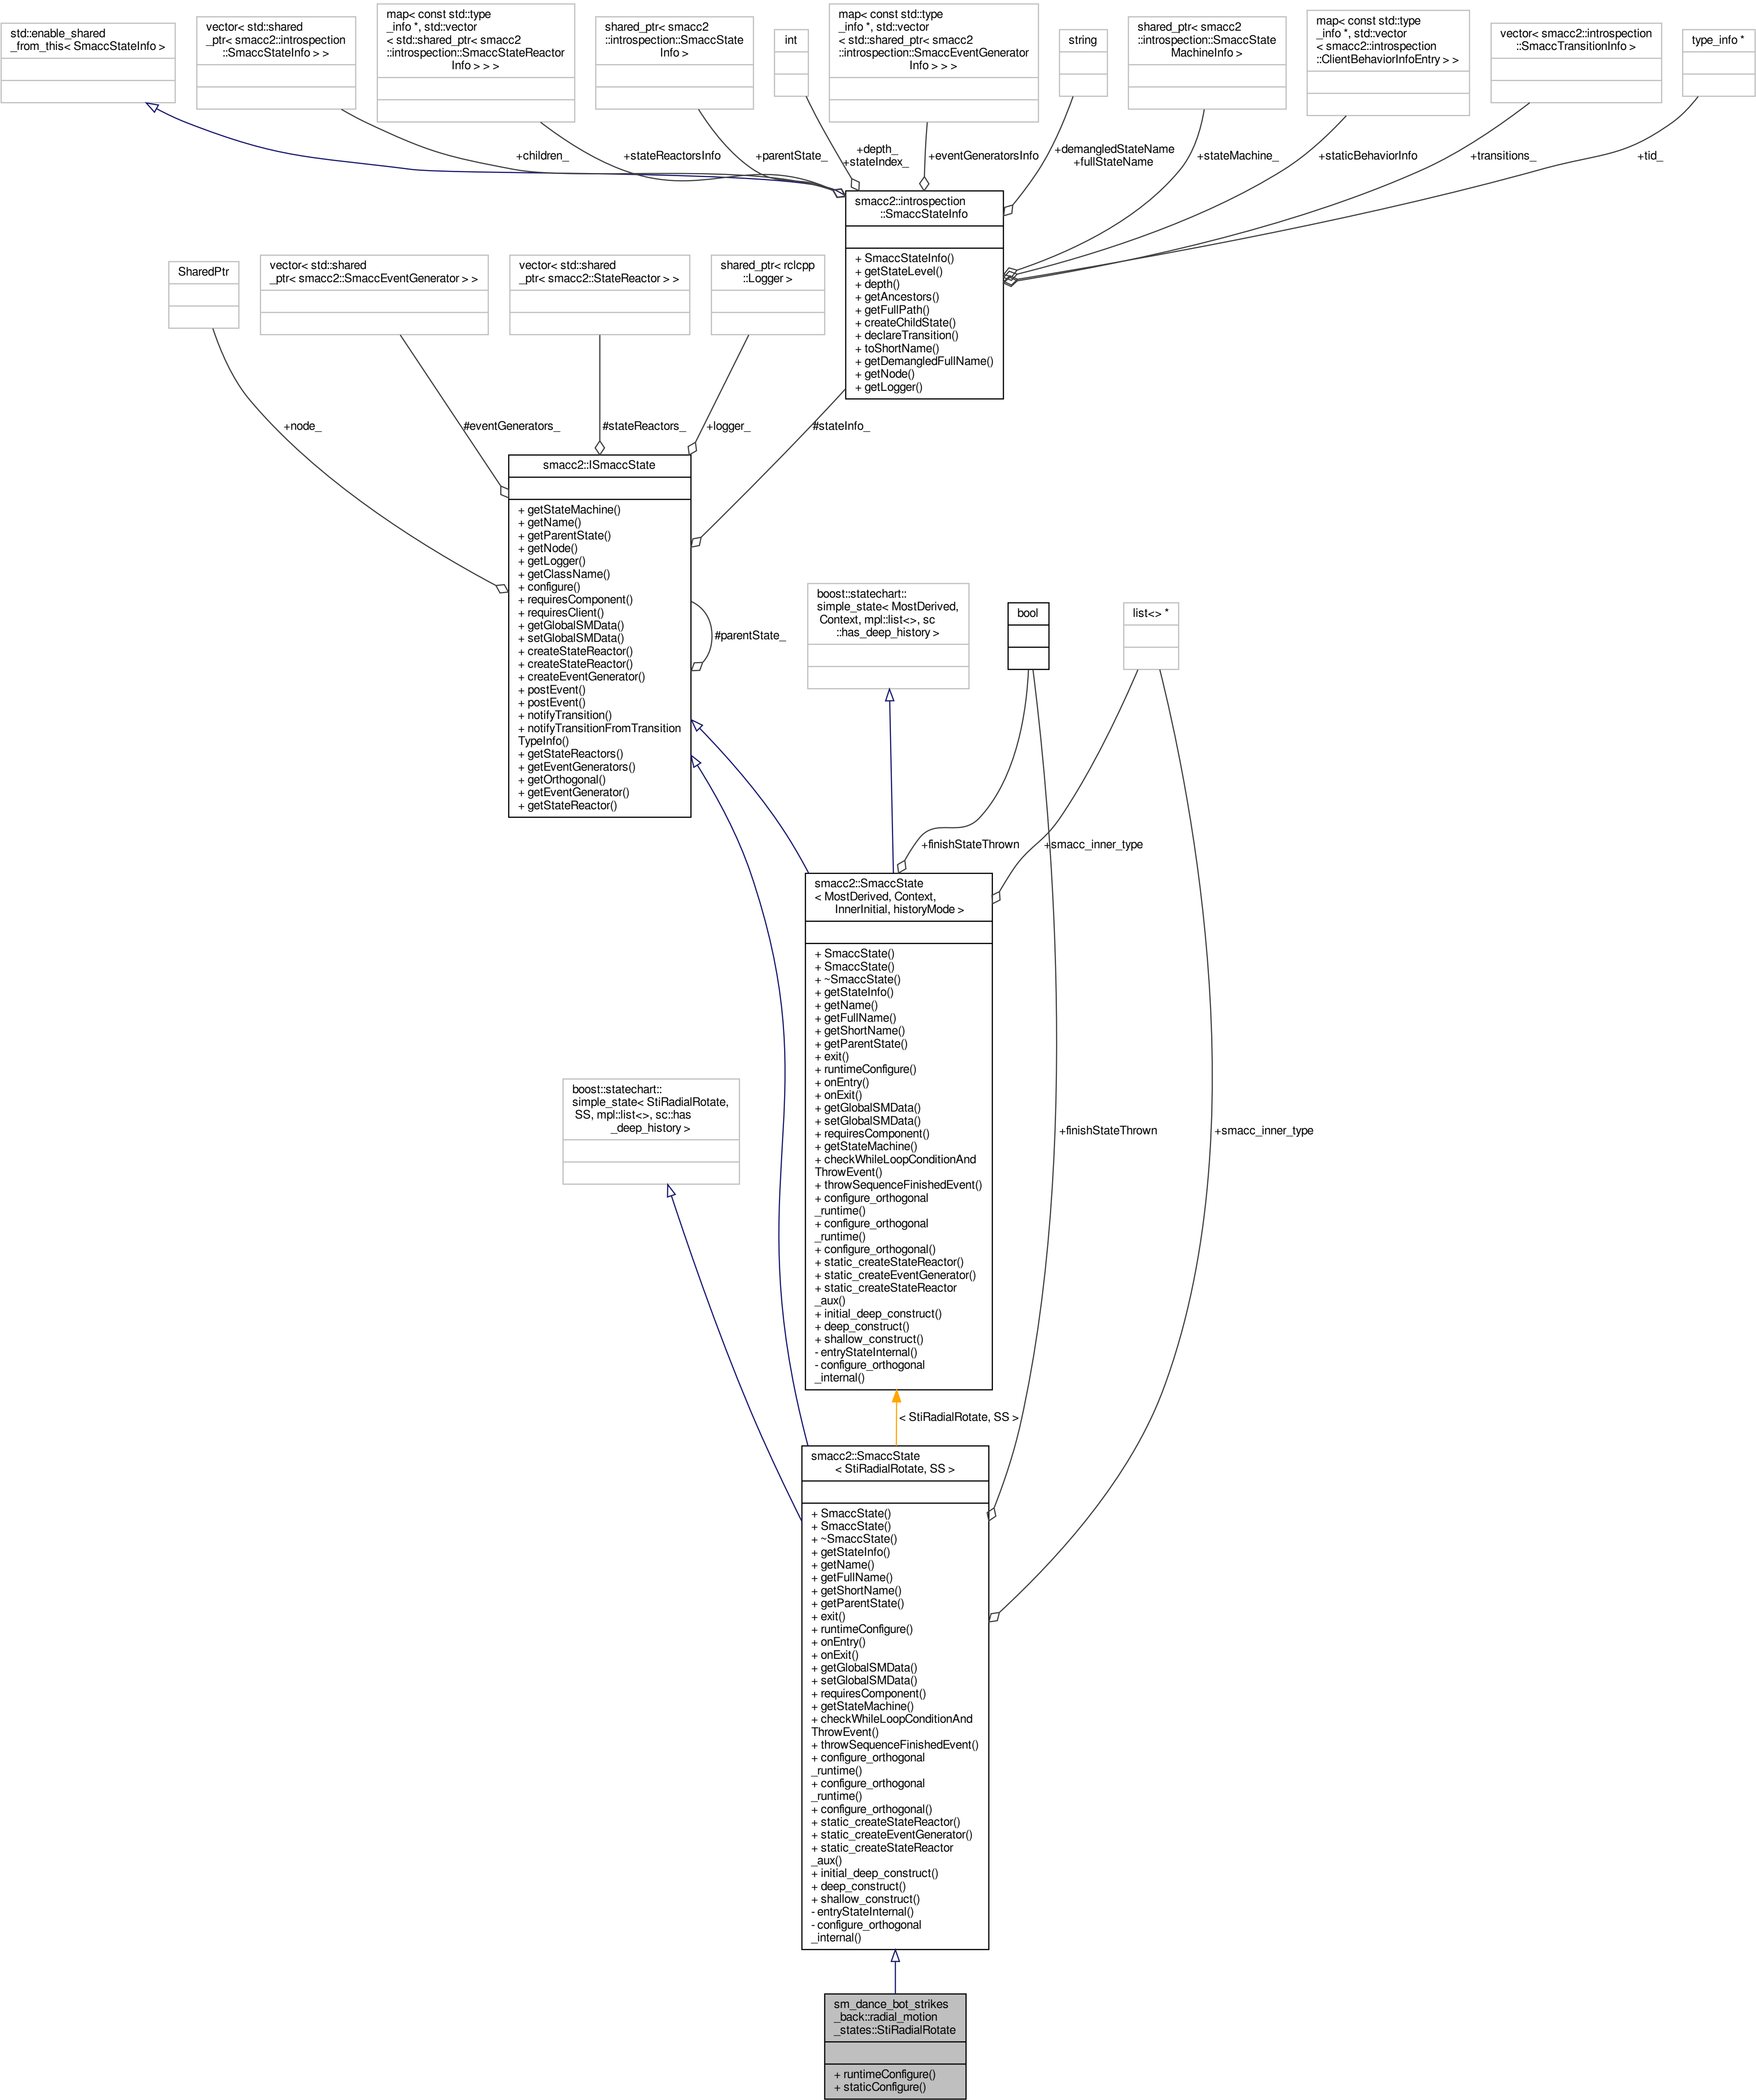 std::enable_shared
_from_this< SmaccStateInfo >
vector< std::shared
_ptr< smacc2::introspection
::SmaccStateInfo > >
map< const std::type
_info *, std::vector
< std::shared_ptr< smacc2
::introspection::SmaccStateReactor
Info > > >
shared_ptr< smacc2
::introspection::SmaccState
Info >
int
map< const std::type
_info *, std::vector
< std::shared_ptr< smacc2
::introspection::SmaccEventGenerator
Info > > >
string
shared_ptr< smacc2
::introspection::SmaccState
MachineInfo >
map< const std::type
_info *, std::vector
< smacc2::introspection
::ClientBehaviorInfoEntry > >
vector< smacc2::introspection
::SmaccTransitionInfo >
type_info *
+children_
+stateReactorsInfo
+parentState_
+depth_
+stateIndex_
+eventGeneratorsInfo
+demangledStateName
+fullStateName
+stateMachine_
+staticBehaviorInfo
+transitions_
+tid_
smacc2::introspection
::SmaccStateInfo
+ SmaccStateInfo()
+ getStateLevel()
+ depth()
+ getAncestors()
+ getFullPath()
+ createChildState()
+ declareTransition()
+ toShortName()
+ getDemangledFullName()
+ getNode()
+ getLogger()
SharedPtr
vector< std::shared
_ptr< smacc2::SmaccEventGenerator > >
vector< std::shared
_ptr< smacc2::StateReactor > >
shared_ptr< rclcpp
::Logger >
+node_
#eventGenerators_
#stateReactors_
+logger_
#stateInfo_
smacc2::ISmaccState
+ getStateMachine()
+ getName()
+ getParentState()
+ getNode()
+ getLogger()
+ getClassName()
+ configure()
+ requiresComponent()
+ requiresClient()
+ getGlobalSMData()
+ setGlobalSMData()
+ createStateReactor()
+ createStateReactor()
+ createEventGenerator()
+ postEvent()
+ postEvent()
+ notifyTransition()
+ notifyTransitionFromTransition
TypeInfo()
+ getStateReactors()
+ getEventGenerators()
+ getOrthogonal()
+ getEventGenerator()
+ getStateReactor()
#parentState_
boost::statechart::
simple_state< MostDerived,
Context, mpl::list<>, sc
::has_deep_history >
bool
list<> *
+finishStateThrown
+smacc_inner_type
smacc2::SmaccState
< MostDerived, Context,
InnerInitial, historyMode >
+ SmaccState()
+ SmaccState()
+ ~SmaccState()
+ getStateInfo()
+ getName()
+ getFullName()
+ getShortName()
+ getParentState()
+ exit()
+ runtimeConfigure()
+ onEntry()
+ onExit()
+ getGlobalSMData()
+ setGlobalSMData()
+ requiresComponent()
+ getStateMachine()
+ checkWhileLoopConditionAnd
ThrowEvent()
+ throwSequenceFinishedEvent()
+ configure_orthogonal
_runtime()
+ configure_orthogonal
_runtime()
+ configure_orthogonal()
+ static_createStateReactor()
+ static_createEventGenerator()
+ static_createStateReactor
_aux()
+ initial_deep_construct()
+ deep_construct()
+ shallow_construct()
- entryStateInternal()
- configure_orthogonal
_internal()
boost::statechart::
simple_state< StiRadialRotate,
SS, mpl::list<>, sc::has
_deep_history >
+finishStateThrown
+smacc_inner_type
< StiRadialRotate, SS >
smacc2::SmaccState
< StiRadialRotate, SS >
+ SmaccState()
+ SmaccState()
+ ~SmaccState()
+ getStateInfo()
+ getName()
+ getFullName()
+ getShortName()
+ getParentState()
+ exit()
+ runtimeConfigure()
+ onEntry()
+ onExit()
+ getGlobalSMData()
+ setGlobalSMData()
+ requiresComponent()
+ getStateMachine()
+ checkWhileLoopConditionAnd
ThrowEvent()
+ throwSequenceFinishedEvent()
+ configure_orthogonal
_runtime()
+ configure_orthogonal
_runtime()
+ configure_orthogonal()
+ static_createStateReactor()
+ static_createEventGenerator()
+ static_createStateReactor
_aux()
+ initial_deep_construct()
+ deep_construct()
+ shallow_construct()
- entryStateInternal()
- configure_orthogonal
_internal()
sm_dance_bot_strikes
_back::radial_motion
_states::StiRadialRotate
+ runtimeConfigure()
+ staticConfigure()